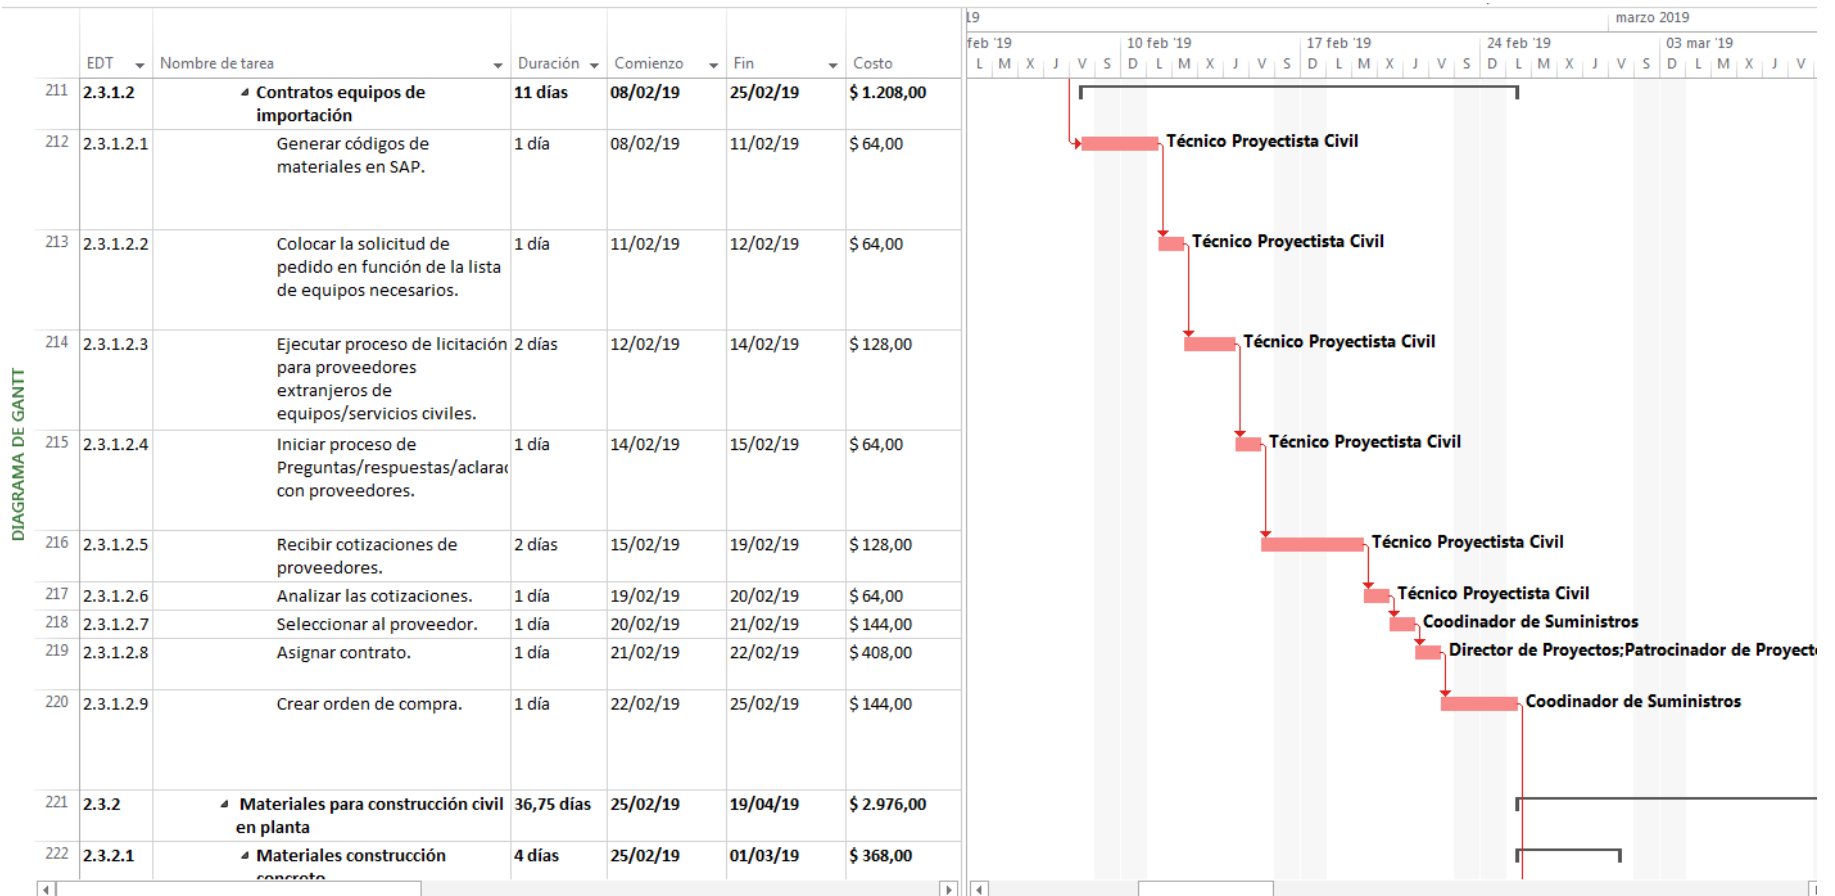 19
marzo 2019
feb '19
10 feb '19
17 feb '19
24 feb '19
03 mar '19
EDT
Nombre de tarea
Duración
Comienzo
Fin
Costo
L M X J V S D L M X J V S D L M X J V S D L M X J V S D L M X J V
211 2.3.1.2 Contratos equipos de 11 días 08/02/19 25/02/19 $ 1.208,00
importación
212 2.3.1.2.1 Generar códigos de 1 día 08/02/19 11/02/19 $ 64,00 Técnico Proyectista Civil
materiales en SAP.
213 2.3.1.2.2 Colocar la solicitud de 1 día 11/02/19 12/02/19 $ 64,00 Técnico Proyectista Civil
pedido en función de la lista
de equipos necesarios.
214 2.3.1.2.3 Ejecutar proceso de licitación 2 días 12/02/19 14/02/19 $ 128,00 Técnico Proyectista Civil
para proveedores
extranjeros de
equipos/servicios civiles.
215 2.3.1.2.4 Iniciar proceso de 1 día 14/02/19 15/02/19 $ 64,00 Técnico Proyectista Civil
Preguntas/respuestas/aclarac
con proveedores.
216 2.3.1.2.5 Recibir cotizaciones de 2 días 15/02/19 19/02/19 $ 128,00 Técnico Proyectista Civil
proveedores.
217 2.3.1.2.6 Analizar las cotizaciones. 1 día 19/02/19 20/02/19 $ 64,00 Técnico Proyectista Civil
218 2.3.1.2.7 Seleccionar al proveedor. 1 día 20/02/19 21/02/19 $ 144,00 Coodinador de Suministros
219 2.3.1.2.8 Asignar contrato. 1 día 21/02/19 22/02/19 $ 408,00 Director de Proyectos;Patrocinador de Proyect
220 2.3.1.2.9 Crear orden de compra. 1 día 22/02/19 25/02/19 $ 144,00 Coodinador de Suministros
221 2.3.2 Materiales para construcción civil 36,75 días 25/02/19 19/04/19 $ 2.976,00
en planta
222 2.3.2.1 Materiales construcción 4 días 25/02/19 01/03/19 $ 368,00
concreto
DIAGRAMA DE GANTT